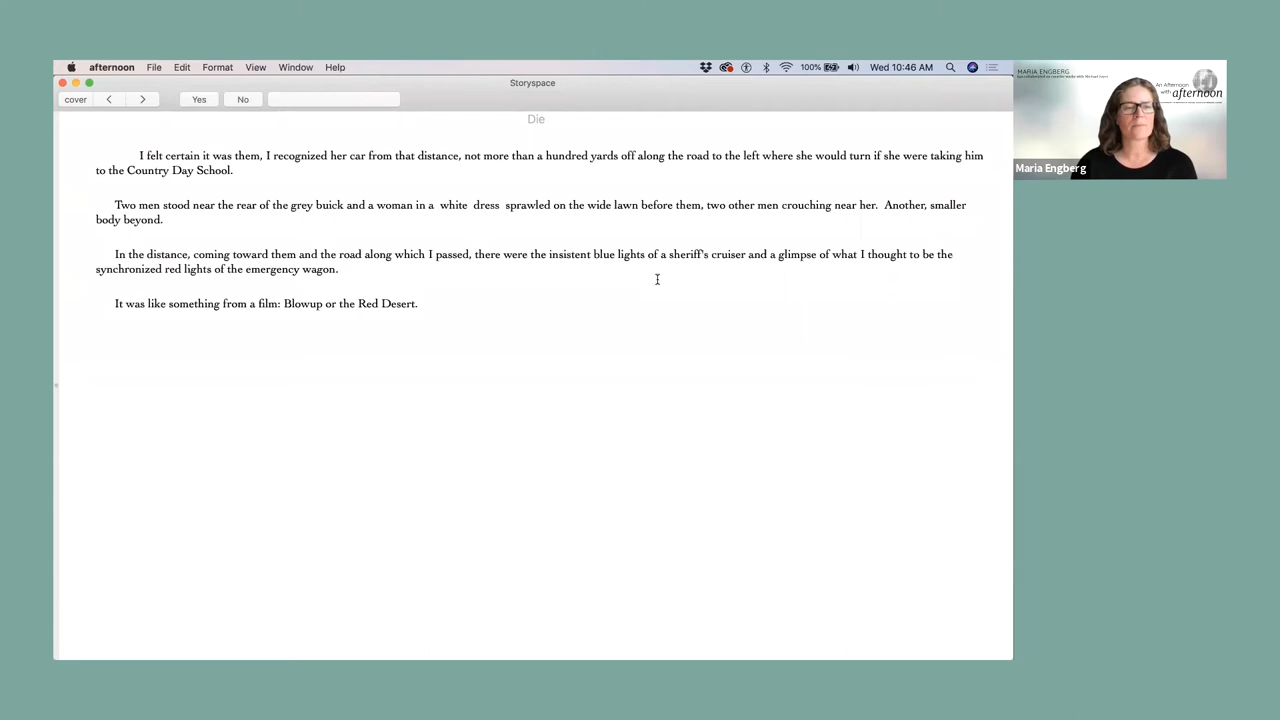 afternoon File Edit Format View Window Help 100% Wed 10:46 AM
Storyspace
cover Yes No
Die
I felt certain it was them, I recognized her car from that distance, not more than a hundred yards off along the road to the left where she would turn if she were taking him
to the Country Day School.
Two men stood near the rear of the grey buick and a woman in a white dress sprawled on the wide lawn before them, two other men crouching near her. Another, smaller
body beyond.
In the distance, coming toward them and the road along which I passed, there were the insistent blue lights of a sheriff's cruiser and a glimpse of what I thought to be the
synchronized red lights of the emergency wagon.
It was like something from a film: Blowup or the Red Desert.
MARIA ENGBERG
An Afternoon
with afternoon
Maria Engberg